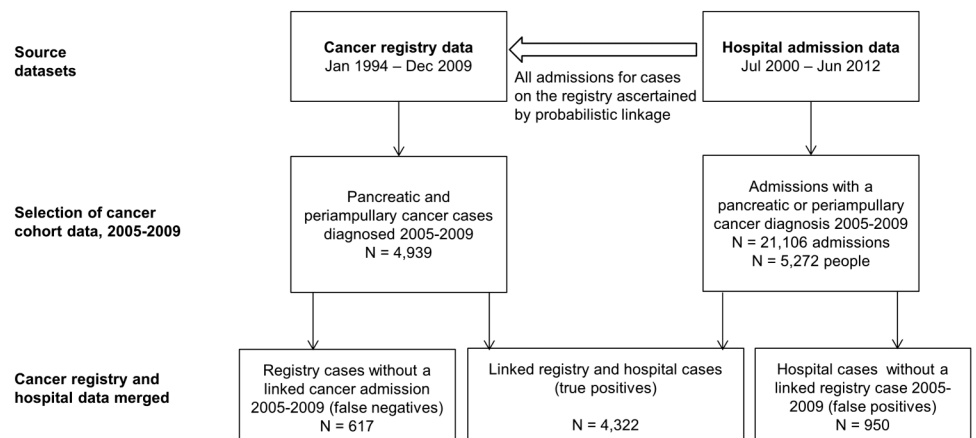 Source
datasets
Cancer registry data
Jan 1994 – Dec 2009
All admissions for cases
on the registry ascertained
by probabilistic linkage
Hospital admission data
Jul 2000 – Jun 2012
Selection of cancer
cohort data, 2005-2009
Pancreatic and
periampullary cancer cases
diagnosed 2005-2009
N = 4,939
Admissions with a
pancreatic or periampullary
cancer diagnosis 2005-2009
N = 21,106 admissions
N = 5,272 people
Cancer registry and
hospital data merged
Registry cases without a
linked cancer admission
2005-2009 (false negatives)
N = 617
Linked registry and hospital cases
(true positives)
N = 4,322
Hospital cases without a
linked registry case 2005-
2009 (false positives)
N = 950